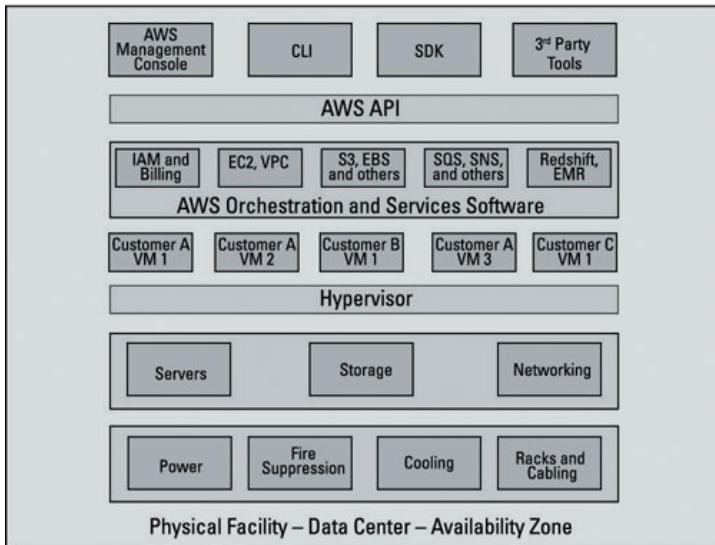 AWS
Management
Console
CLI
SDK
3rd Party
Tools
AWS API
IAM and
Billing
EC2, VPC
S3, EBS
and others
SQS, SNS,
and others
Redshift,
EMR
AWS Orchestration and Services Software
Customer A
VM 1
Customer A
VM 2
Customer B
VM 1
Customer A
VM 3
Customer C
VM 1
Hypervisor
Servers
Storage
Networking
Power
Fire
Suppression
Cooling
Racks and
Cabling
Physical Facility – Data Center – Availability Zone